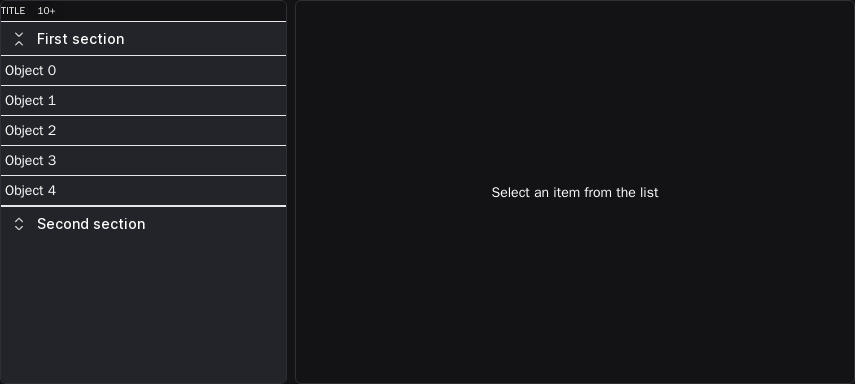 TITLE 10+
First section
Object 0
Object 1
Object 2
Object 3
Object 4
Second section
Select an item from the list